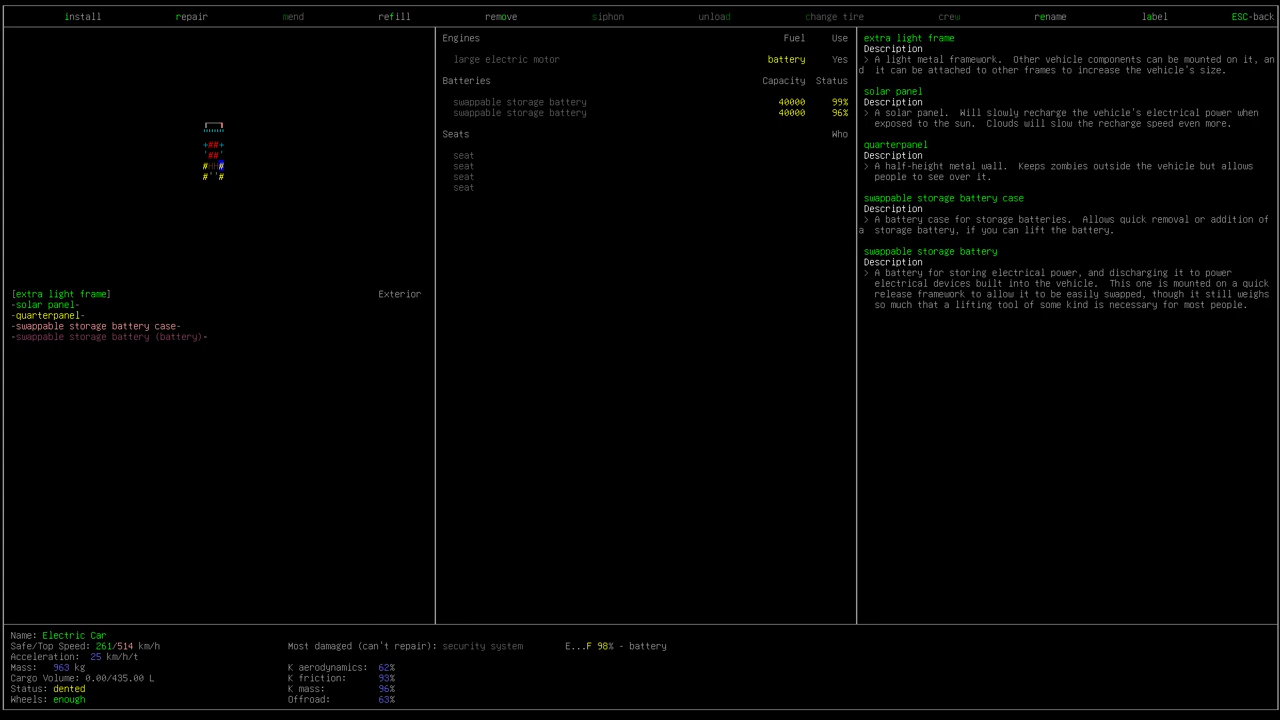 install repair mend refill remove siphon unload change tire crew rename label ESC-back
Engines Fuel Use
large electric motor battery Yes
Batteries Capacity Status
swappable storage battery 40000 99%
swappable storage battery 40000 96%
Seats Who
seat
seat
seat
seat
[extra light frame] Exterior
-solar panel-
-quarterpanel-
-swappable storage battery case-
-swappable storage battery (battery)-
extra light frame
Description
> A light metal framework.  Other vehicle components can be mounted on it, an
d  it can be attached to other frames to increase the vehicle's size.
solar panel
Description
> A solar panel.  Will slowly recharge the vehicle's electrical power when
exposed to the sun.  Clouds will slow the recharge speed even more.
quarterpanel
Description
> A half-height metal wall.  Keeps zombies outside the vehicle but allows
people to see over it.
swappable storage battery case
Description
> A battery case for storage batteries.  Allows quick removal or addition of
a  storage battery, if you can lift the battery.
swappable storage battery
Description
> A battery for storing electrical power, and discharging it to power
electrical devices built into the vehicle.  This one is mounted on a quick
release framework to allow it to be easily swapped, though it still weighs
so much that a lifting tool of some kind is necessary for most people.
Name: Electric Car
Safe/Top Speed: 261/514 km/h Most damaged (can't repair): security system E...F 98% - battery
Acceleration: 25 km/h/t
Mass: 963 kg K aerodynamics: 62%
Cargo Volume: 0.00/435.00 L K friction: 93%
Status: dented K mass: 96%
Wheels: enough Offroad: 63%